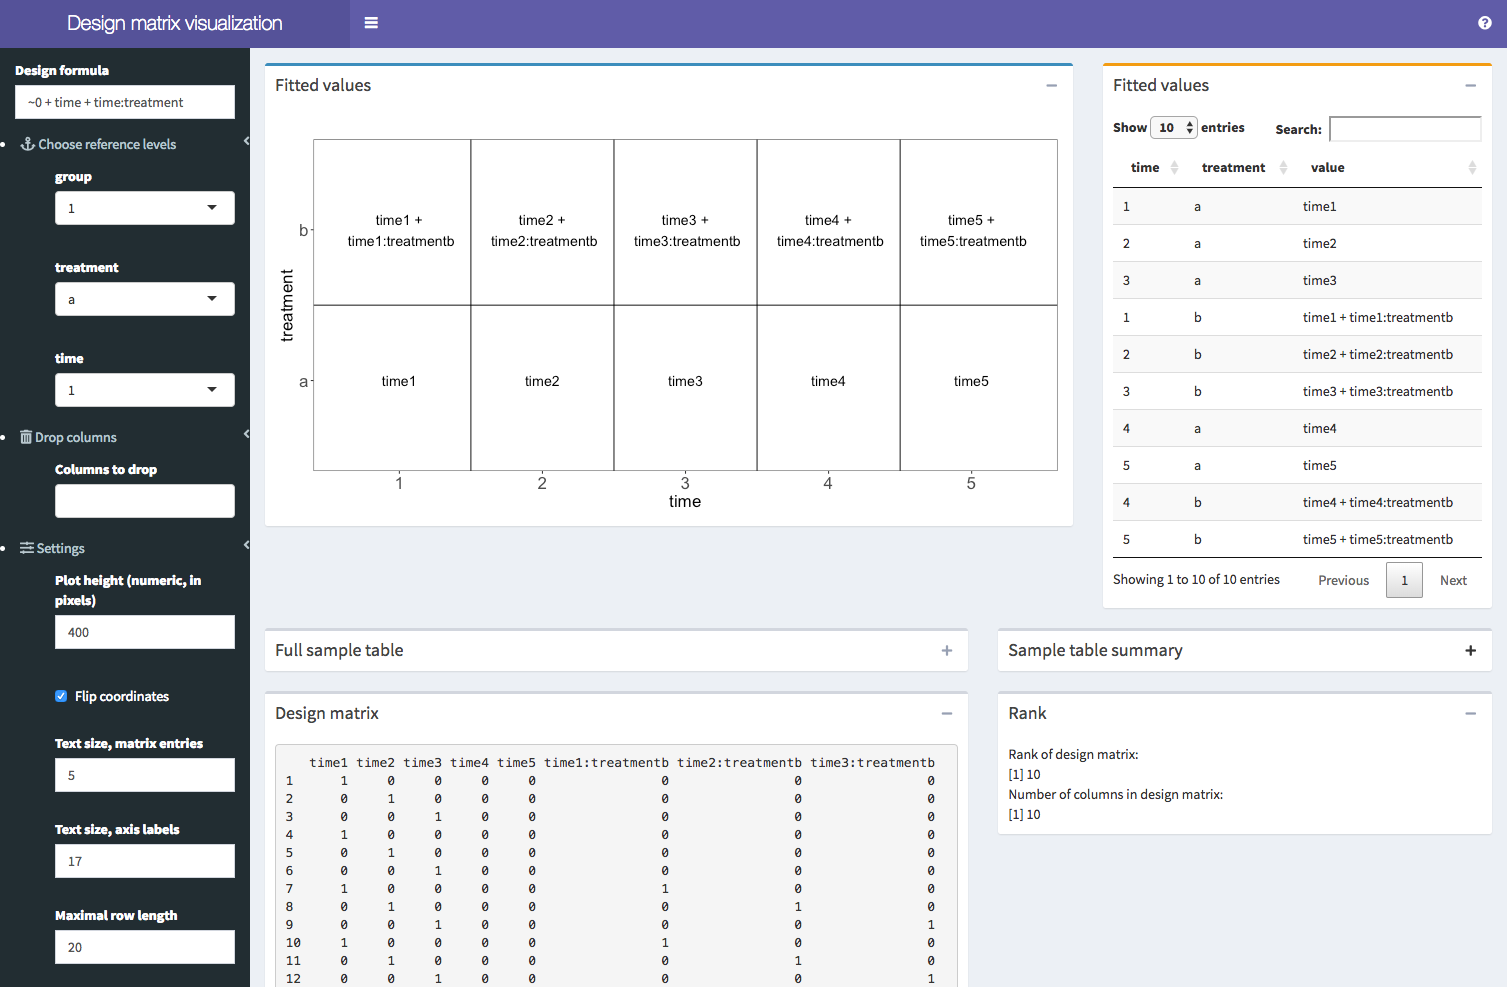 Design matrix visualization
Design formula
~0 + time + time:treatment
Choose reference levels
group
1
treatment
a
time
1
Drop columns
Columns to drop
Settings
Plot height (numeric, in
pixels)
400
Flip coordinates
Text size, matrix entries
5
Text size, axis labels
17
Maximal row length
20
Fitted values
treatment
b
time1 +
time1:treatmentb
time2 +
time2:treatmentb
time3 +
time3:treatmentb
time4 +
time4:treatmentb
time5 +
time5:treatmentb
a
time1
time2
time3
time4
time5
1 2 3 4 5
time
Fitted values
Show 10 entries
Search:
time treatment value
1 a time1
2 a time2
3 a time3
1 b time1 + time1:treatmentb
2 b time2 + time2:treatmentb
3 b time3 + time3:treatmentb
4 a time4
5 a time5
4 b time4 + time4:treatmentb
5 b time5 + time5:treatmentb
Showing 1 to 10 of 10 entries
Previous 1 Next
Full sample table
Sample table summary
Design matrix
time1 time2 time3 time4 time5 time1:treatmentb time2:treatmentb time3:treatmentb
1 1 0 0 0 0 0 0 0
2 0 1 0 0 0 0 0 0
3 0 0 1 0 0 0 0 0
4 1 0 0 0 0 0 0 0
5 0 1 0 0 0 0 0 0
6 0 0 1 0 0 0 0 0
7 1 0 0 0 0 1 0 0
8 0 1 0 0 0 0 1 0
9 0 0 1 0 0 0 0 1
10 1 0 0 0 0 1 0 0
11 0 1 0 0 0 0 1 0
12 0 0 1 0 0 0 0 1
Rank
Rank of design matrix:
[1] 10
Number of columns in design matrix:
[1] 10